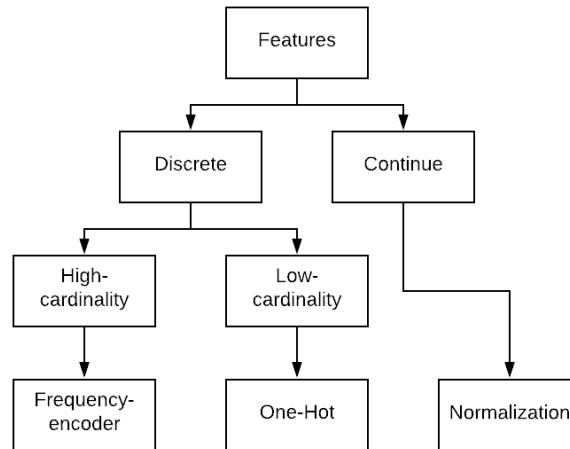 Features
Discrete
Continue
High-
cardinality
Low-
cardinality
Frequency-
encoder
One-Hot
Normalization